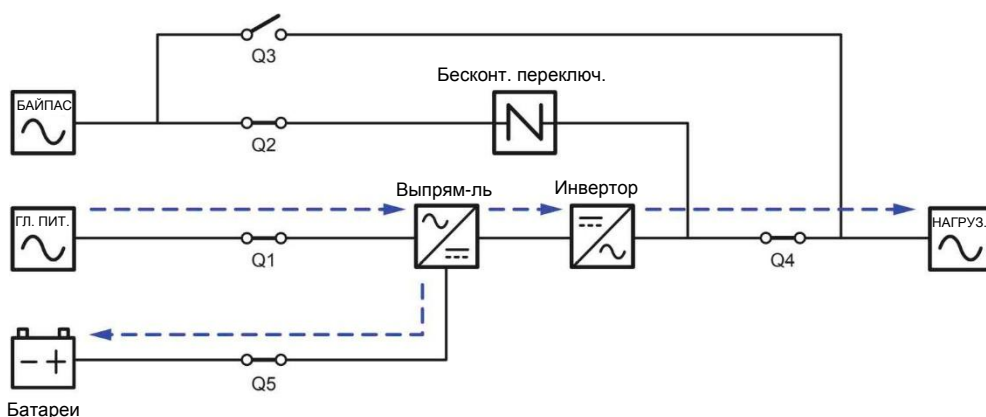 Q3
Бесконт. переключ.
БАЙПАС
Q2
Выпрям-ль
Инвертор
ГЛ. ПИТ.
НАГРУЗ.
Q1
Q4
Q5
Батареи